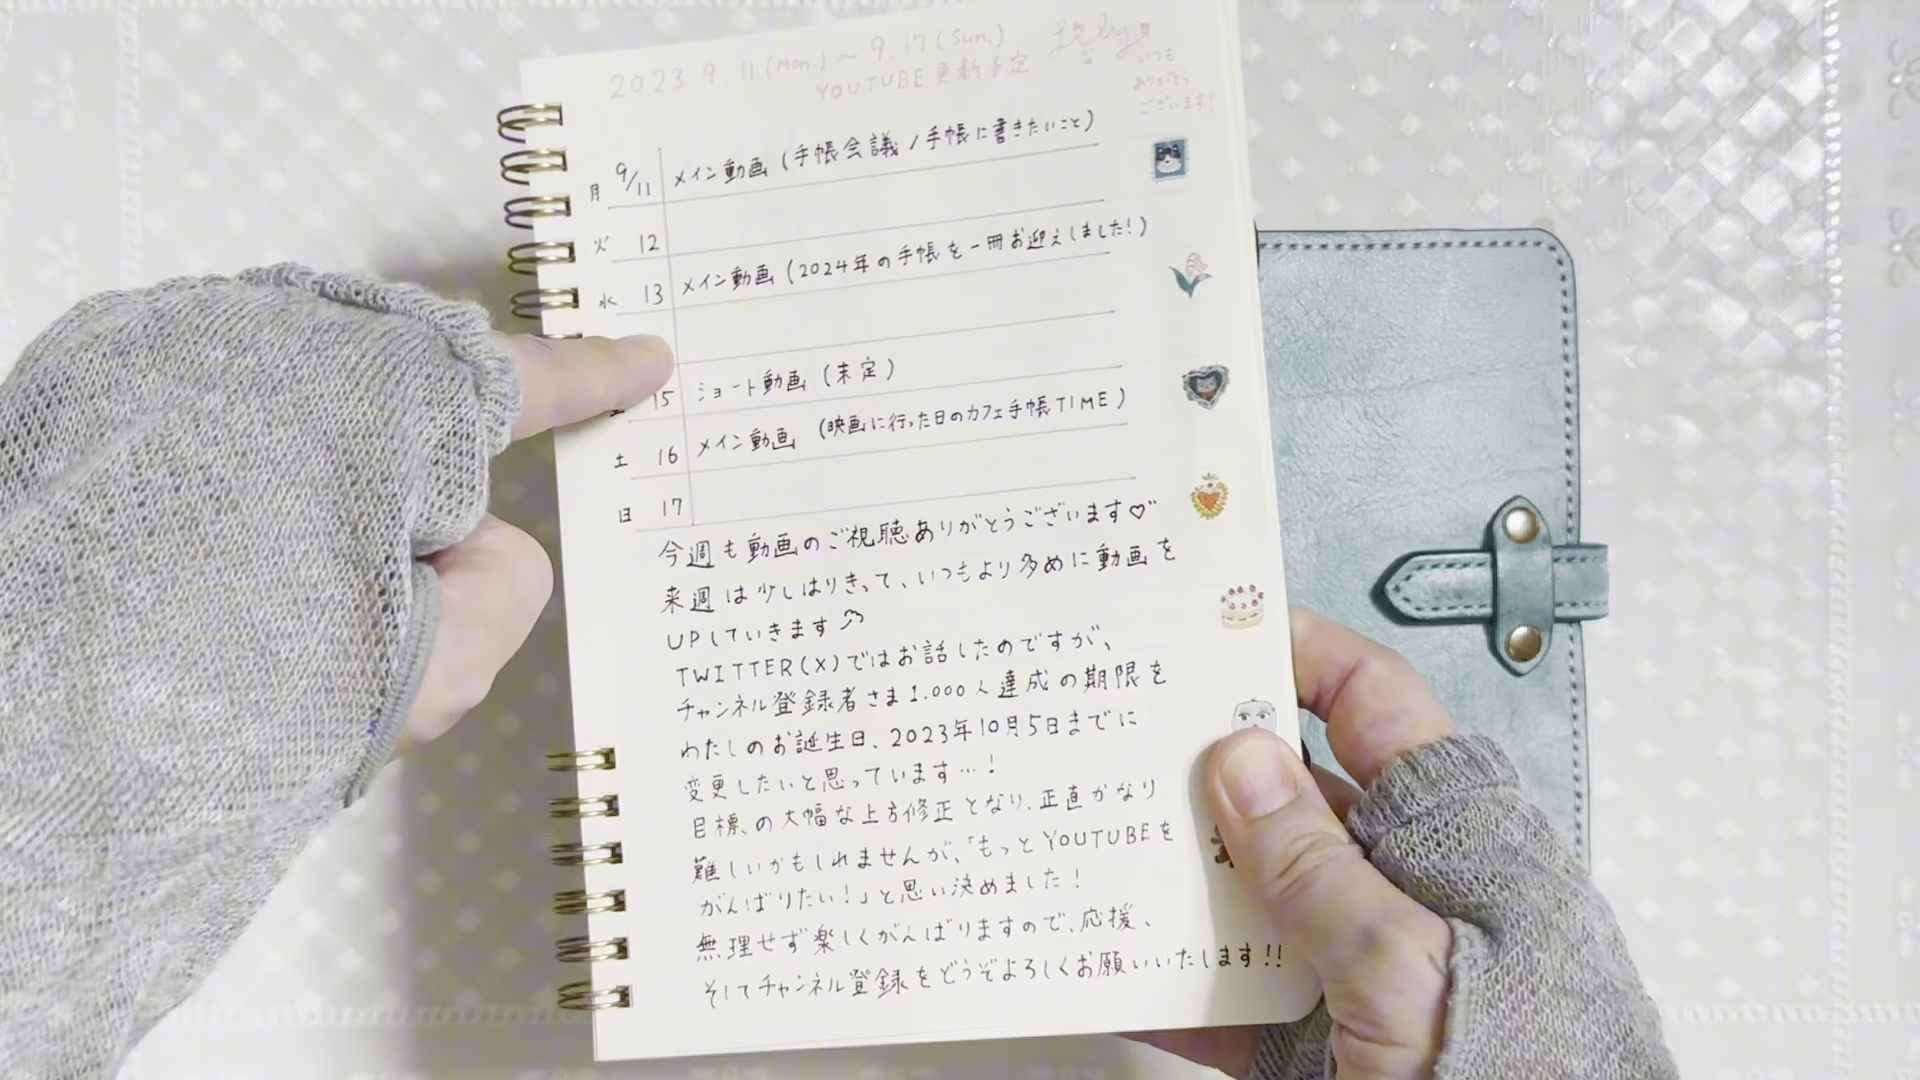 2023 9.11(Mon.)〜9.17(Sun.)
YOUTUBE更新予定
いつも
ありがとう
ございます!
月 9/11 メイン動画(手帳会議/手帳に書きたいこと)
火 12
水 13 メイン動画(2024年の手帳を一冊お迎えしました!)
15 ショート動画(未定)
土 16 メイン動画 (映画に行った日のカフェ手帳TIME)
日 17
今週も動画のご視聴ありがとうございます♡
来週は少しはりきって、いつもより多めに動画を
UPしていきます
TWITTER(X)ではお話したのですが、
チャンネル登録者さま1.000人達成の期限を
わたしのお誕生日、2023年10月5日までに
変更したいと思っています…!
目標の大幅な上方修正となり、正直かなり
難しいかもしれませんが、「もっとYOUTUBEを
がんばりたい!」と思い決めました!
無理せず楽しくがんばりますので、応援、
そしてチャンネル登録をどうぞよろしくお願いいたします!!